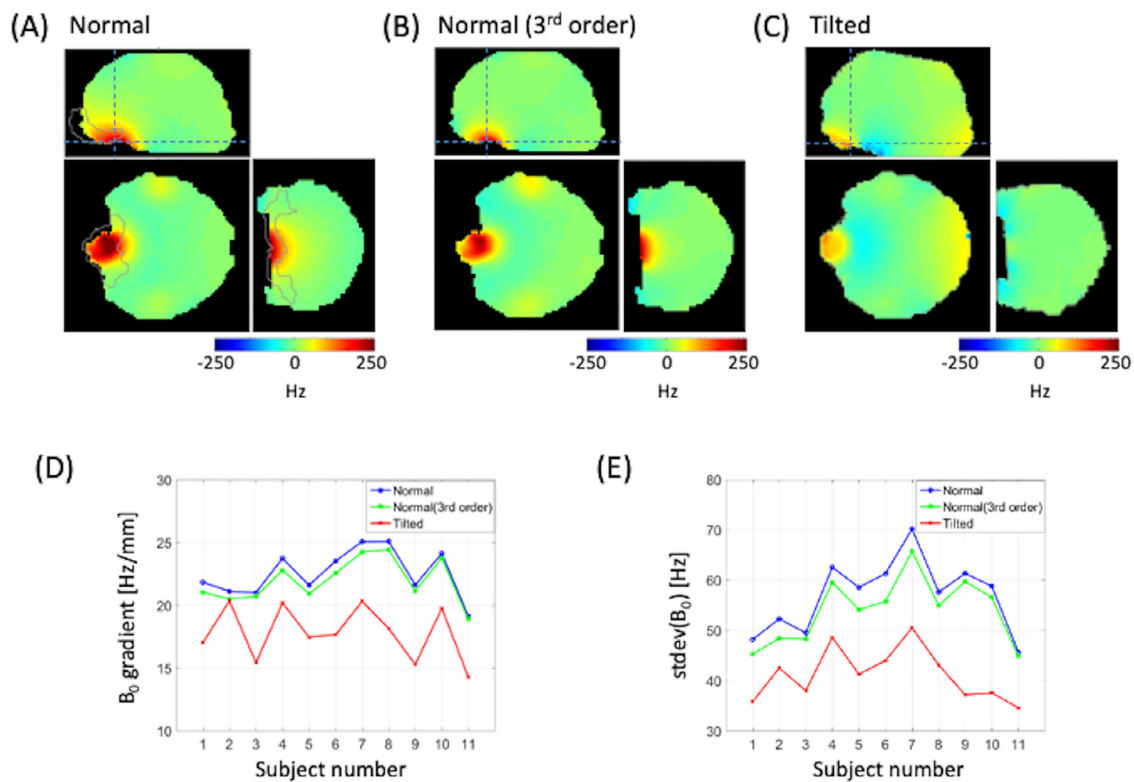 (A) Normal
(B) Normal (3rd order)
(C) Tilted
-250 0 250
Hz
-250 0 250
Hz
-250 0 250
Hz
(D)
30
25
20
15
10
B0 gradient [Hz/mm]
Normal
Normal(3rd order)
Tilted
1 2 3 4 5 6 7 8 9 10 11
Subject number
(E)
80
70
60
50
40
30
stdev(B0) [Hz]
Normal
Normal(3rd order)
Tilted
1 2 3 4 5 6 7 8 9 10 11
Subject number